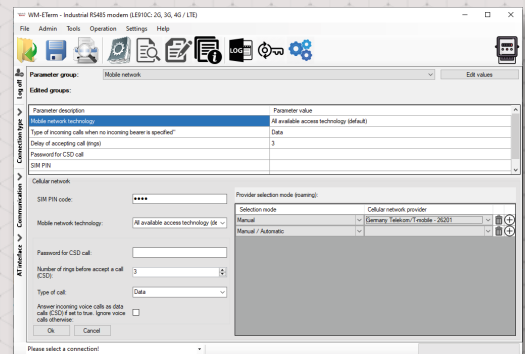 WM-ETerm - Industrial RS485 modem (LE910C: 2G, 3G, 4G / LTE)
File Admin Tools Operation Settings Help
LOG
Log off
Parameter group: Mobile network Edit values
Edited groups:
Connection type
Parameter description Parameter value
Mobile network technology All available access technology (default)
Type of incoming calls when no incoming bearer is specified" Data
Delay of accepting call (rings) 3
Password for CSD call
SIM PIN
Communication
Cellular network
SIM PIN code: ••••
Mobile network technology: All available access technology (de
Password for CSD call:
Number of rings before accept a call
(CSD): 3
Type of call: Data
Answer incoming voice calls as data
calls (CSD) if set to true. Ignore voice
calls otherwise:
Ok Cancel
Provider selection mode (roaming):
Selection mode Cellular network provider
Manual Germany Telekom/T-mobile - 26201
Manual / Automatic
AT interface
Please select a connection!